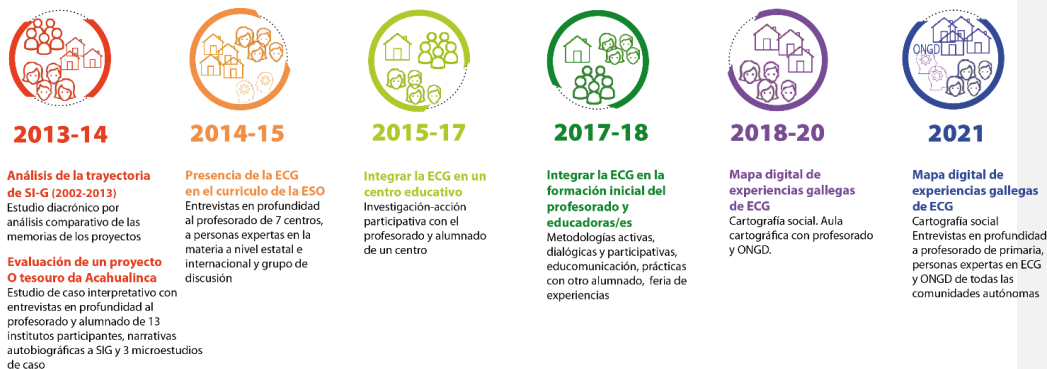 ONGD
2013-14
Análisis de la trayectoria
de SI-G (2002-2013)
Estudio diacrónico por
análisis comparativo de las
memorias de los proyectos
Evaluación de un proyecto
O tesouro da Acahualinca
Estudio de caso interpretativo con
entrevistas en profundidad al
profesorado y alumnado de 13
institutos participantes, narrativas
autobiográficas a SIG y 3 microestudios
de caso
2014-15
Presencia de la ECG
en el curriculo de la ESO
Entrevistas en profundidad
al profesorado de 7 centros,
a personas expertas en la
materia a nivel estatal e
internacional y grupo de
discusión
2015-17
Integrar la ECG en un
centro educativo
Investigación-acción
participativa con el
profesorado y alumnado
de un centro
2017-18
Integrar la ECG en la
formación inicial del
profesorado y
educadoras/es
Metodologías activas,
dialógicas y participativas,
educomunicación, prácticas
con otro alumnado, feria de
experiencias
2018-20
Mapa digital de
experiencias gallegas
de ECG
Cartografía social. Aula
cartográfica con profesorado
y ONGD.
2021
Mapa digital de
experiencias gallegas
de ECG
Cartografía social
Entrevistas en profundidad
a profesorado de primaria,
personas expertas en ECG
y ONGD de todas las
comunidades autónomas